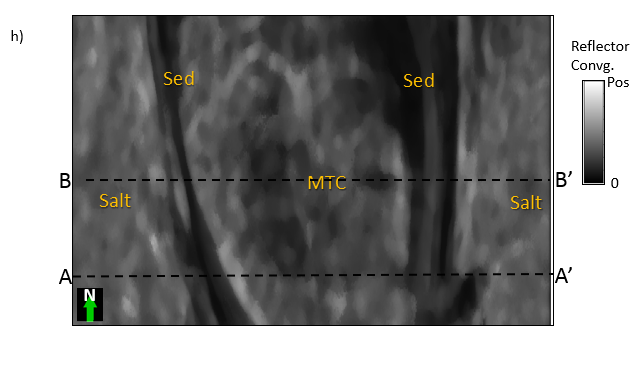 h)
Reflector
Convg.
Pos
0
Sed
Sed
B
MTC
B’
Salt
Salt
A
A’
N